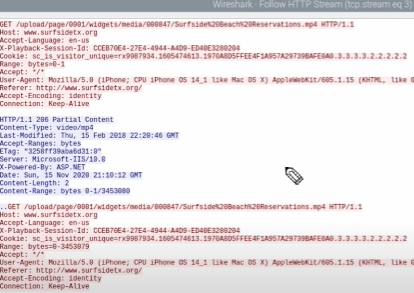 Wireshark - Follow HTTP Stream (tcp.stream eq 3)
GET /upload/page/0001/widgets/media/000847/Surfside%20Beach%20Reservations.mp4 HTTP/1.1
Host: www.surfsidetx.org
Accept-Language: en-us
X-Playback-Session-Id: CCEB70E4-27E4-4944-A4D9-ED40E3280204
Cookie: sc_is_visitor_unique=rx9987934.1605474613.1970A8D5FFEE4F1A957A29739BAFE0A0.3.3.3.3.3.2.2.2.2.2
Range: bytes=0-1
Accept: */*
User-Agent: Mozilla/5.0 (iPhone; CPU iPhone OS 14_1 like Mac OS X) AppleWebKit/605.1.15 (KHTML, like G
Referer: http://www.surfsidetx.org/
Accept-Encoding: identity
Connection: Keep-Alive
HTTP/1.1 206 Partial Content
Content-Type: video/mp4
Last-Modified: Thu, 15 Feb 2018 22:20:46 GMT
Accept-Ranges: bytes
ETag: "3258ff39aba6d31:0"
Server: Microsoft-IIS/10.0
X-Powered-By: ASP.NET
Date: Sun, 15 Nov 2020 21:10:12 GMT
Content-Length: 2
Content-Range: bytes 0-1/3453080
..GET /upload/page/0001/widgets/media/000847/Surfside%20Beach%20Reservations.mp4 HTTP/1.1
Host: www.surfsidetx.org
Accept-Language: en-us
X-Playback-Session-Id: CCEB70E4-27E4-4944-A4D9-ED40E3280204
Cookie: sc_is_visitor_unique=rx9987934.1605474613.1970A8D5FFEE4F1A957A29739BAFE0A0.3.3.3.3.3.2.2.2.2.2
Range: bytes=0-3453079
Accept: */*
User-Agent: Mozilla/5.0 (iPhone; CPU iPhone OS 14_1 like Mac OS X) AppleWebKit/605.1.15 (KHTML, like G
Referer: http://www.surfsidetx.org/
Accept-Encoding: identity
Connection: Keep-Alive